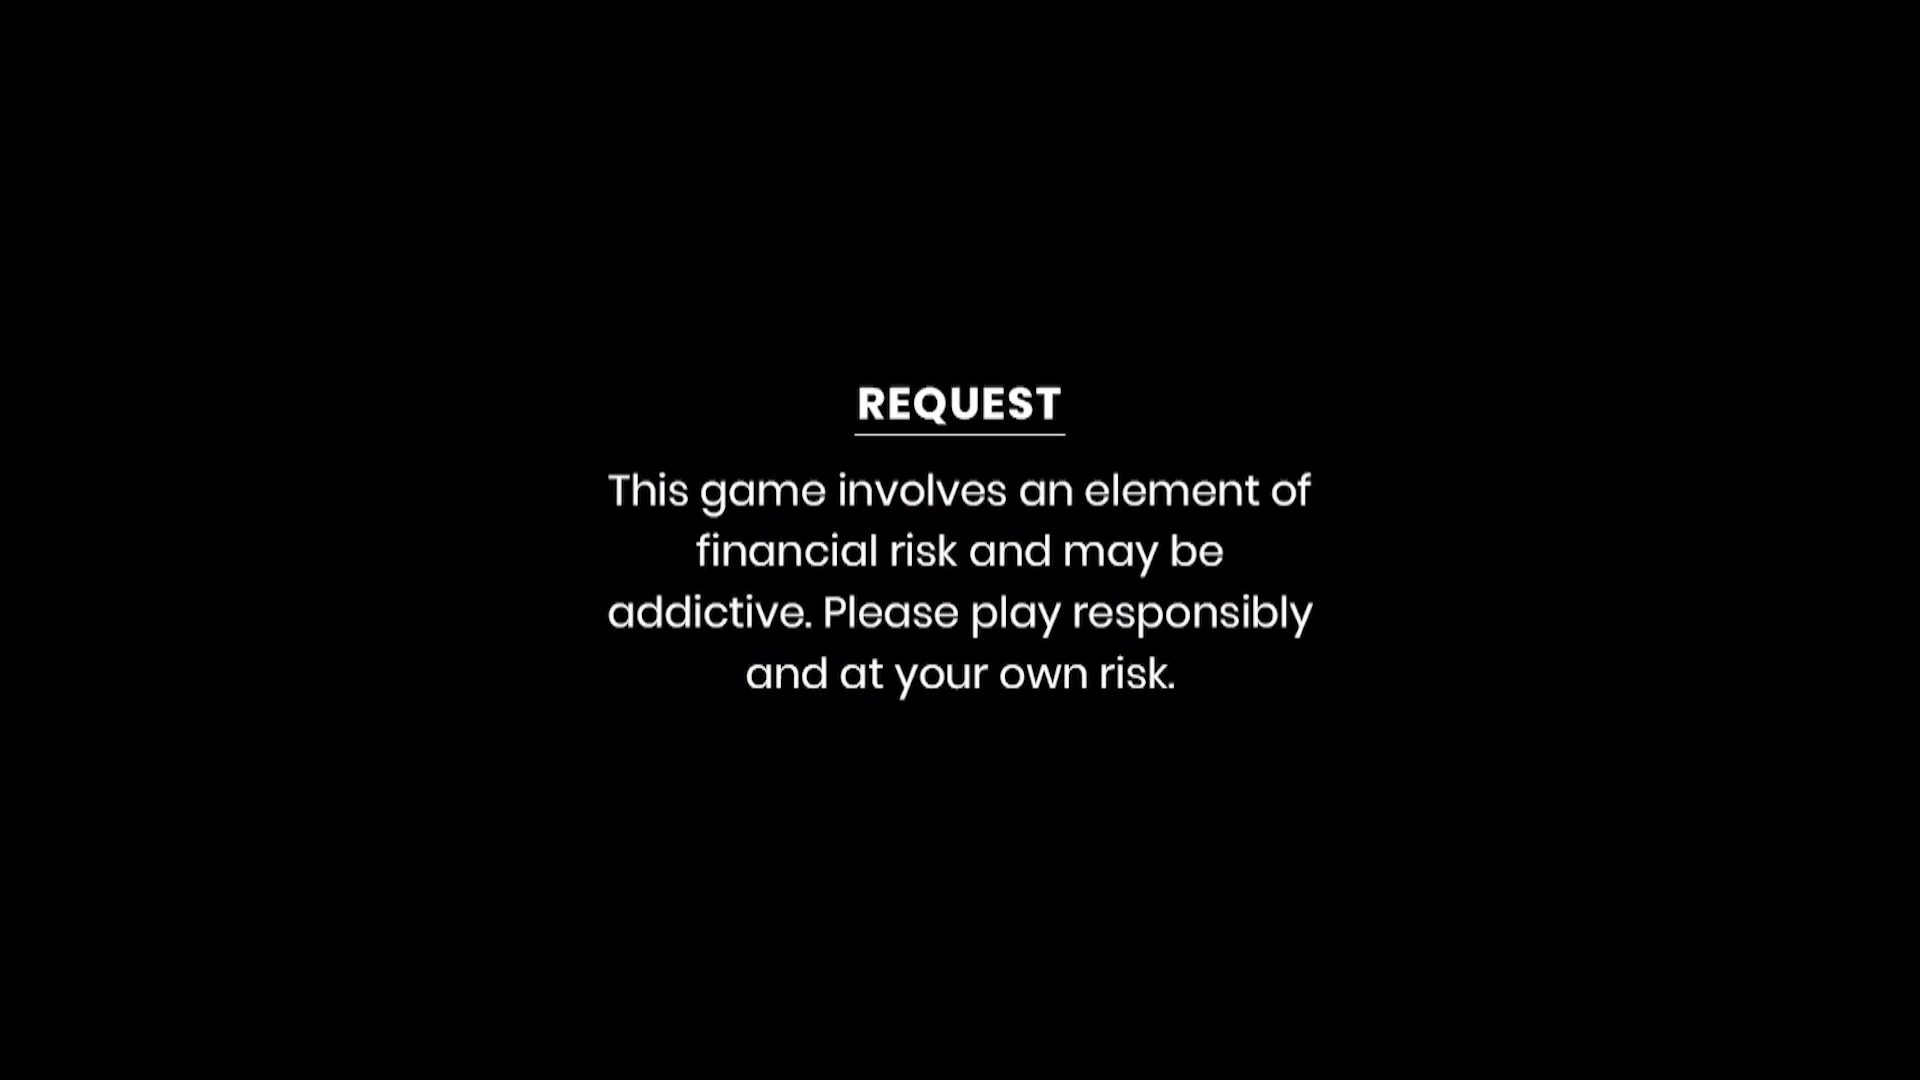 REQUEST
This game involves an element of
financial risk and may be
addictive. Please play responsibly
and at your own risk.